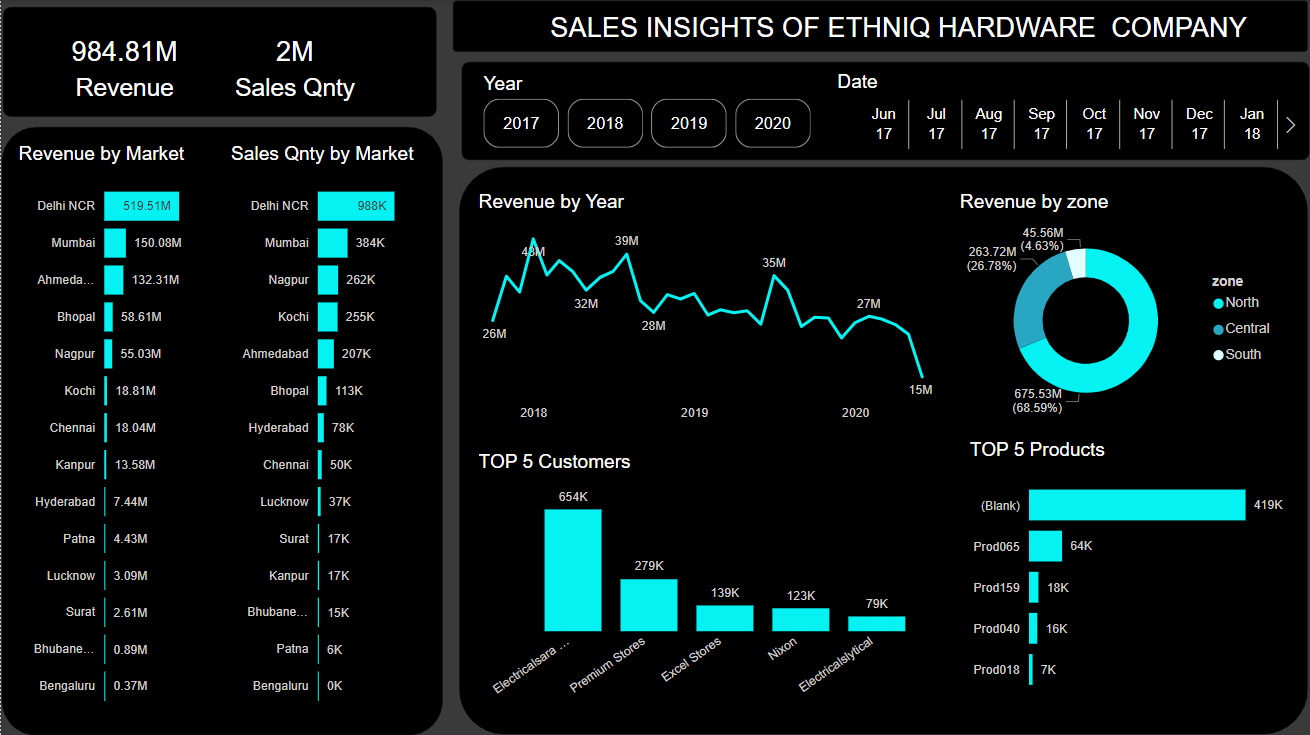 SALES INSIGHTS OF ETHNIQ HARDWARE  COMPANY
984.81M
Revenue
2M
Sales Qnty
Year
2017
2018
2019
2020
Date
Jun 17
Jul 17
Aug 17
Sep 17
Oct 17
Nov 17
Dec 17
Jan 18
Revenue by Market
Delhi NCR 519.51M
Mumbai 150.08M
Ahmeda... 132.31M
Bhopal 58.61M
Nagpur 55.03M
Kochi 18.81M
Chennai 18.04M
Kanpur 13.58M
Hyderabad 7.44M
Patna 4.43M
Lucknow 3.09M
Surat 2.61M
Bhubane... 0.89M
Bengaluru 0.37M
Sales Qnty by Market
Delhi NCR 988K
Mumbai 384K
Nagpur 262K
Kochi 255K
Ahmedabad 207K
Bhopal 113K
Hyderabad 78K
Chennai 50K
Lucknow 37K
Surat 17K
Kanpur 17K
Bhubane... 15K
Patna 6K
Bengaluru 0K
Revenue by Year
26M
43M
32M
39M
28M
35M
27M
15M
2018
2019
2020
Revenue by zone
45.56M
(4.63%)
263.72M
(26.78%)
675.53M
(68.59%)
zone
North
Central
South
TOP 5 Customers
654K
279K
139K
123K
79K
Electricalsara ...
Premium Stores
Excel Stores
Nixon
Electricalslytical
TOP 5 Products
(Blank) 419K
Prod065 64K
Prod159 18K
Prod040 16K
Prod018 7K